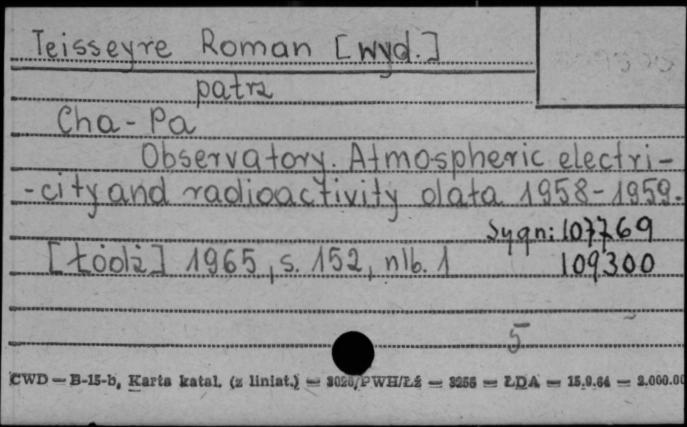 Teisseyre Roman [wyd.]
patrz
Cha-Pa
Observatory. Atmospheric electri-
-city and radioactivity data 1958-1959.
Sygn: 107769
[Łódź] 1965, s. 152, nlb. 1 109300
5
CWD — B-15-b, Karta katal. (z liniat.) — 3028/PWH/Łź — 3256 — ŁDA — 15.9.64 — 2.000.00